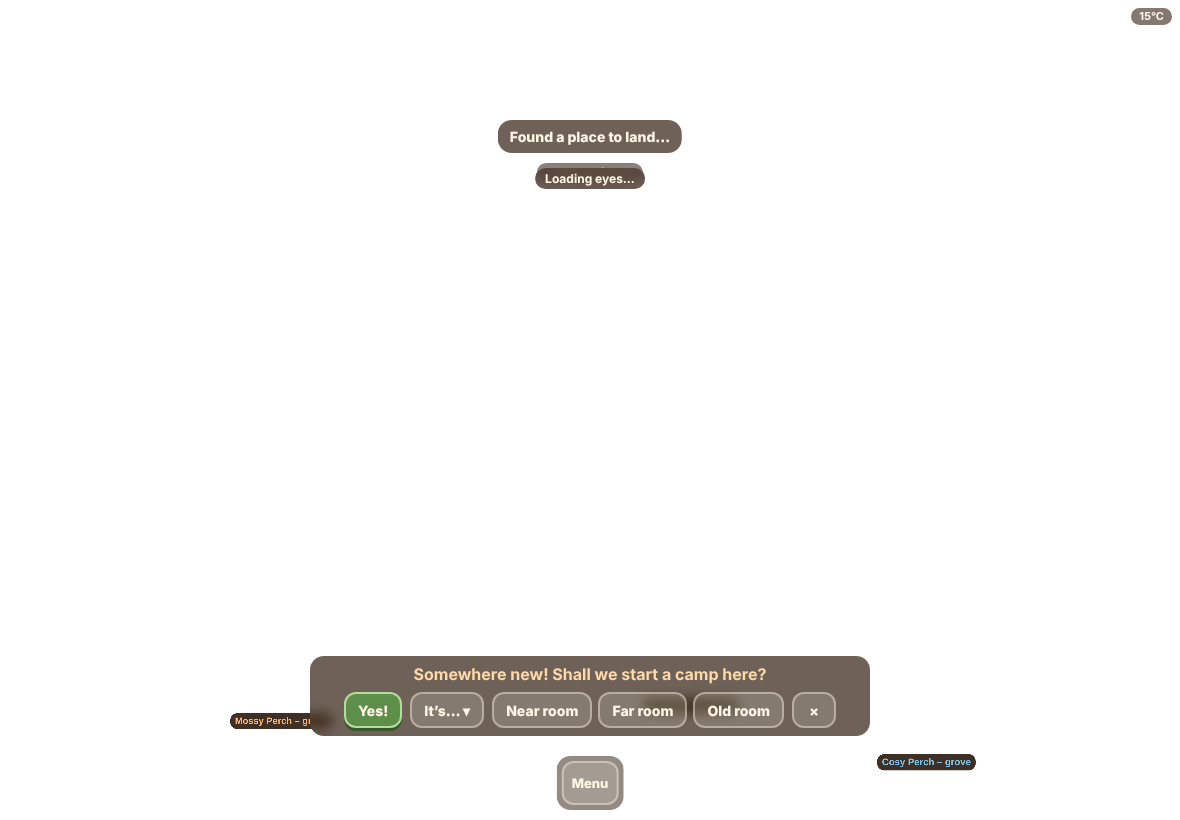 15°C
Found a place to land...
Loading eyes...
Somewhere new! Shall we start a camp here?
Yes! It's... ▾ Near room Far room Old room ×
Mossy Perch –
Cosy Perch – grove
Menu